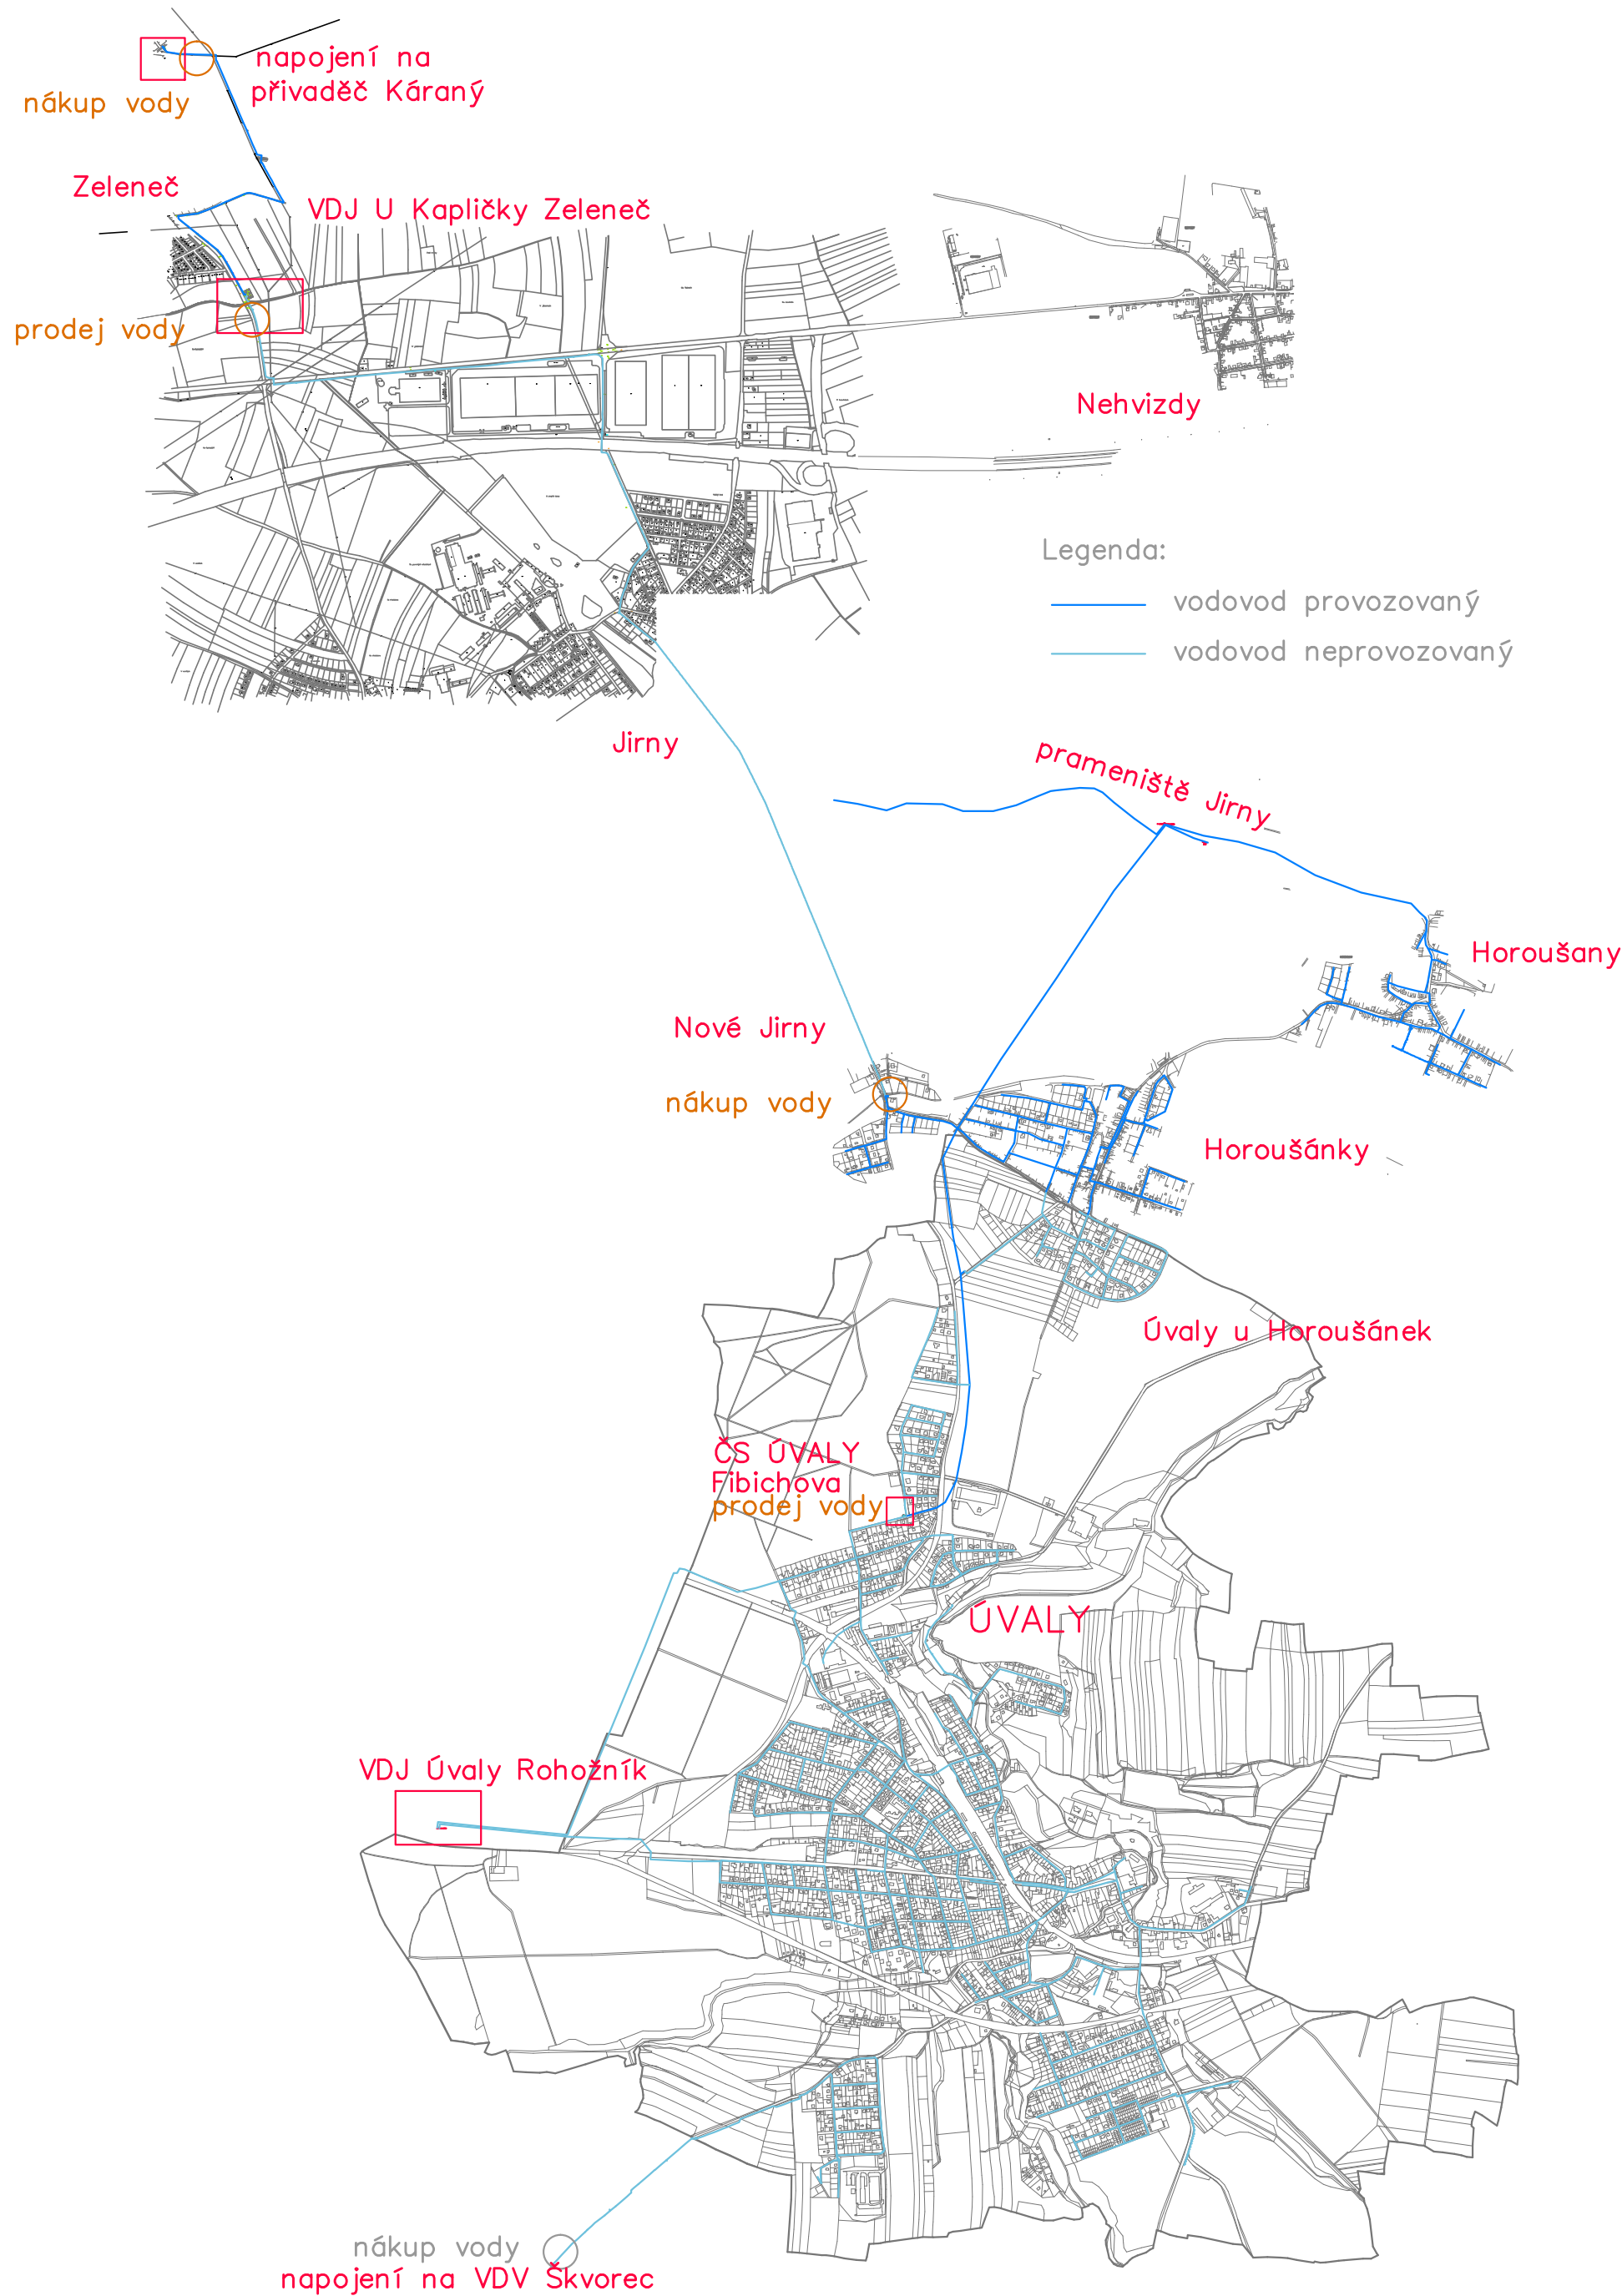 napojení na
přivaděč Káraný
nákup vody
Zeleneč
VDJ U Kapličky Zeleneč
prodej vody
Nehvizdy
Legenda:
vodovod provozovaný
vodovod neprovozovaný
Jirny
prameniště Jirny
Horoušany
Nové Jirny
nákup vody
Horoušánky
Úvaly u Horoušánek
ČS ÚVALY
Fibichova
prodej vody
ÚVALY
VDJ Úvaly Rohožník
nákup vody
napojení na VDV Škvorec